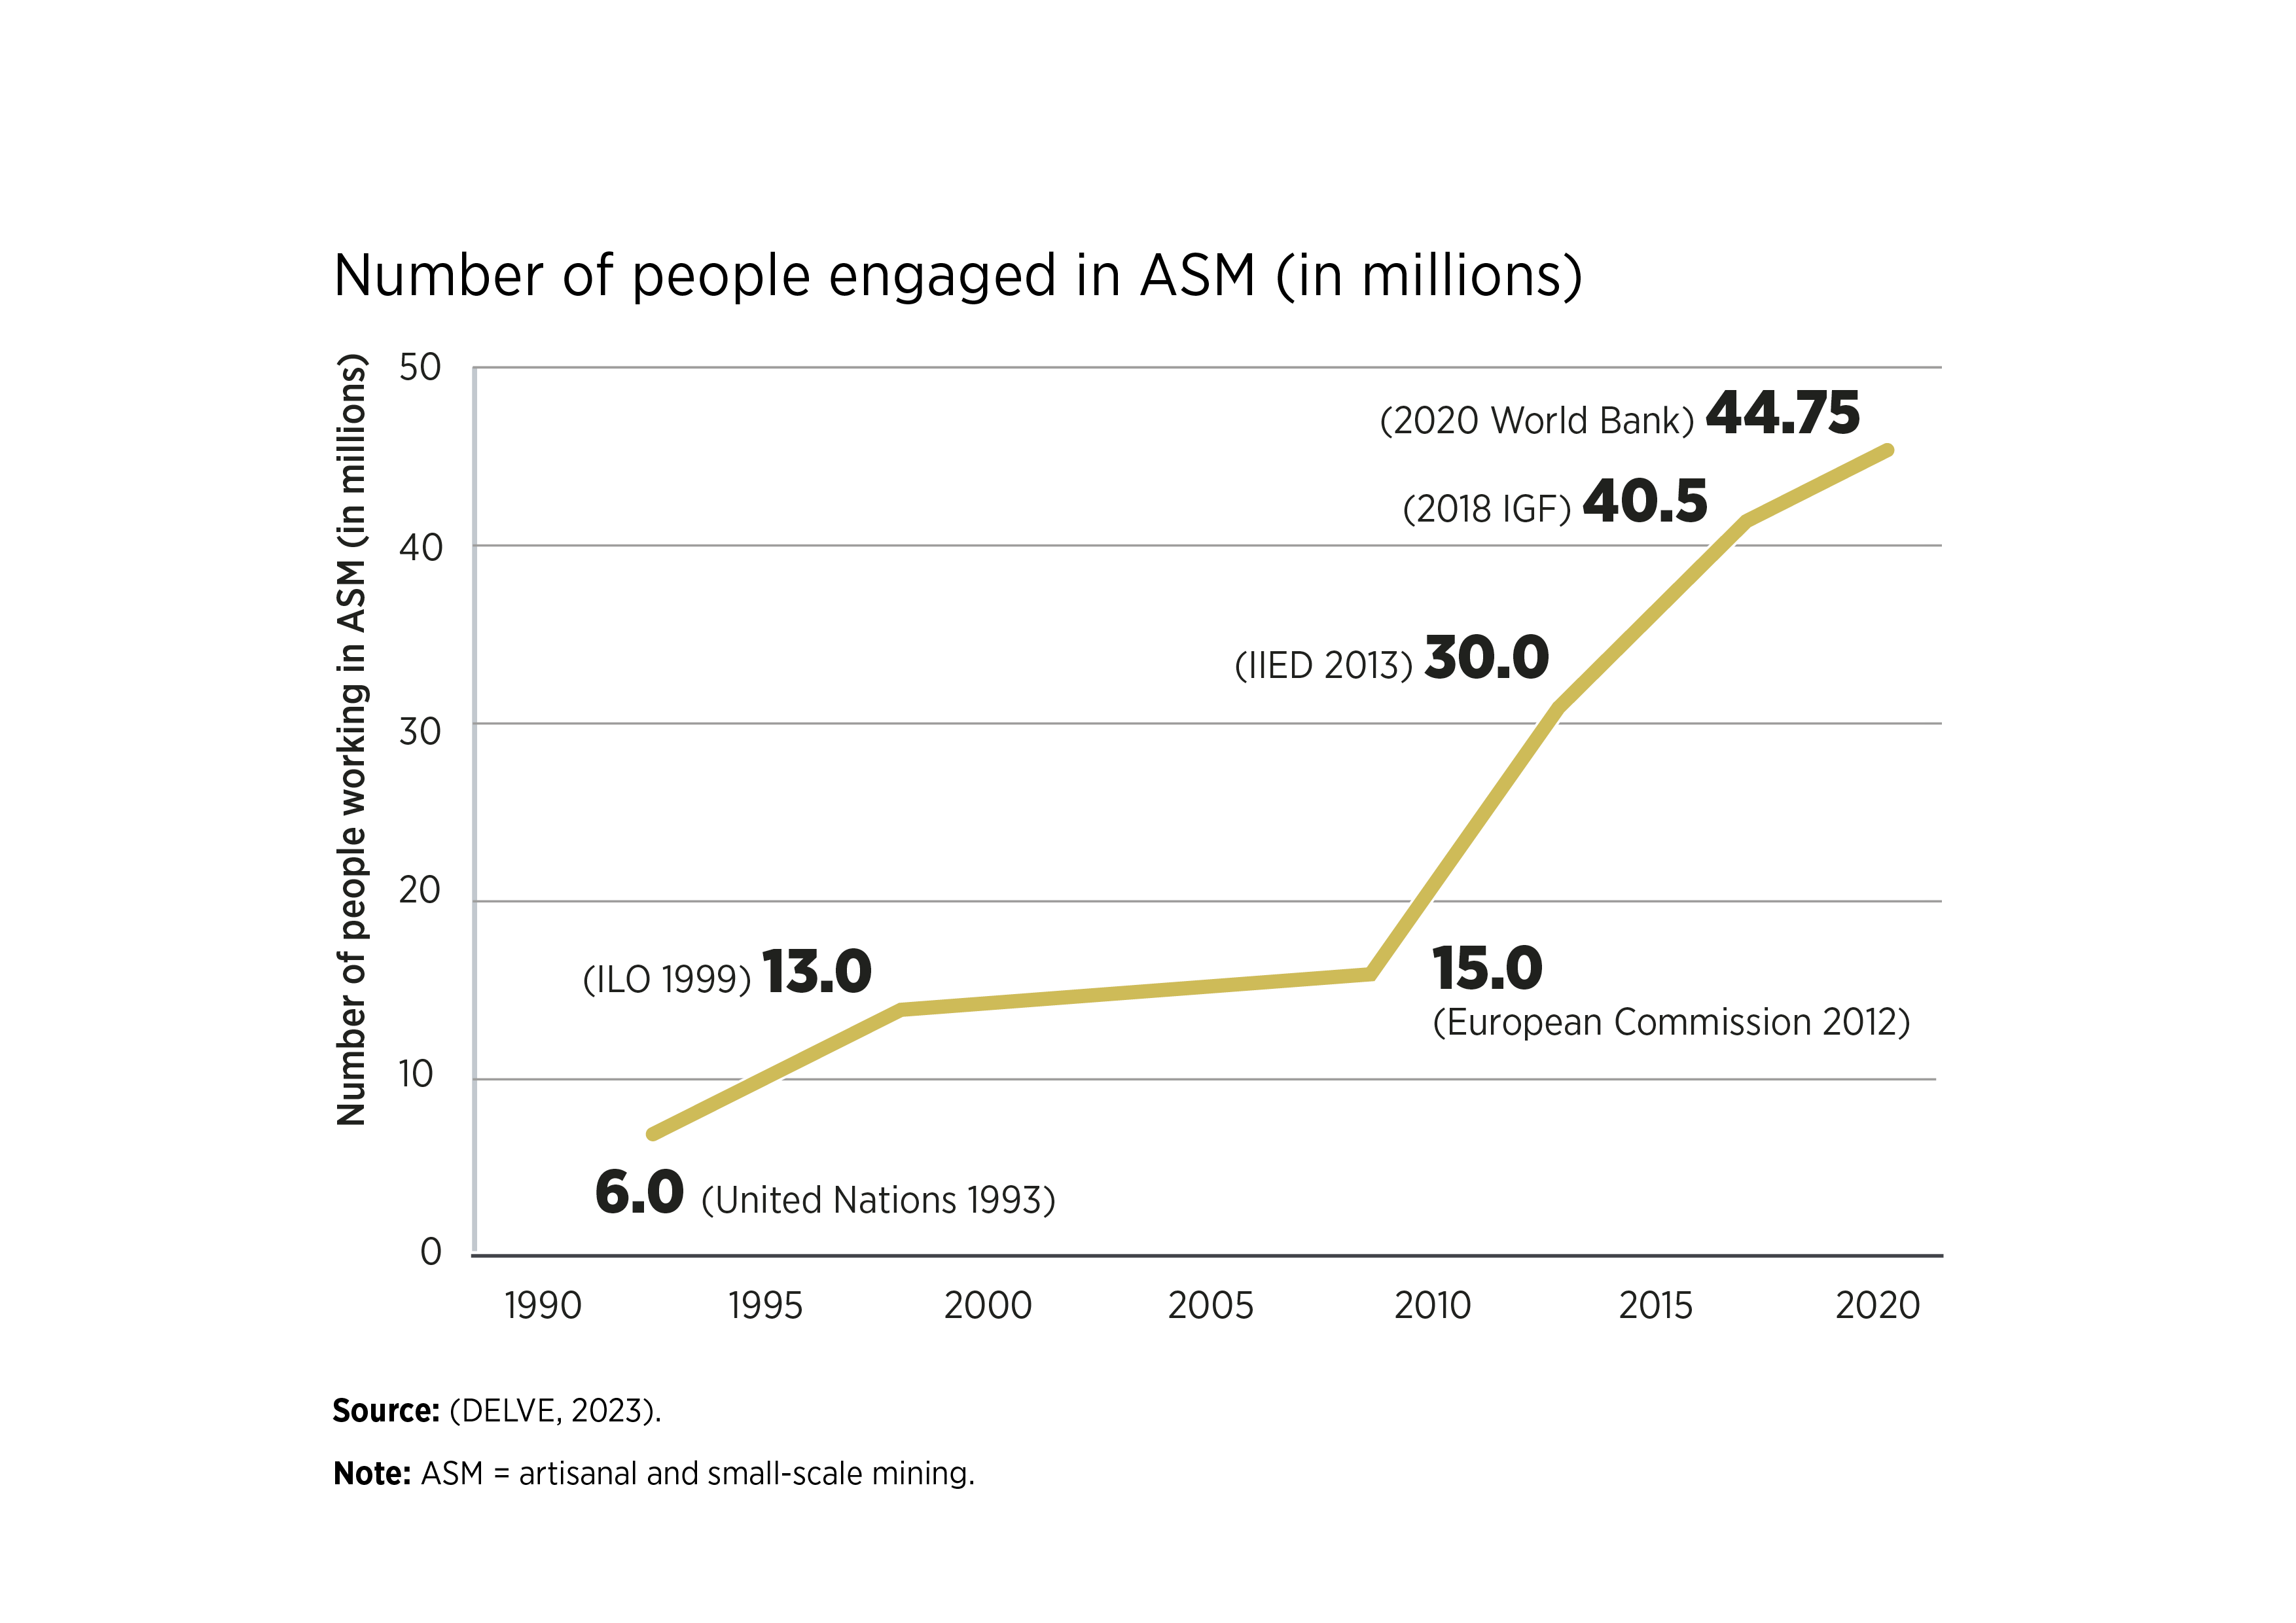 Number of people engaged in ASM (in millions)
Number of people working in ASM (in millions)
50
40
30
20
10
0
(2020 World Bank) 44.75
(2018 IGF) 40.5
(IIED 2013) 30.0
(ILO 1999) 13.0
15.0
(European Commission 2012)
6.0 (United Nations 1993)
1990 1995 2000 2005 2010 2015 2020
Source: (DELVE, 2023).
Note: ASM = artisanal and small-scale mining.